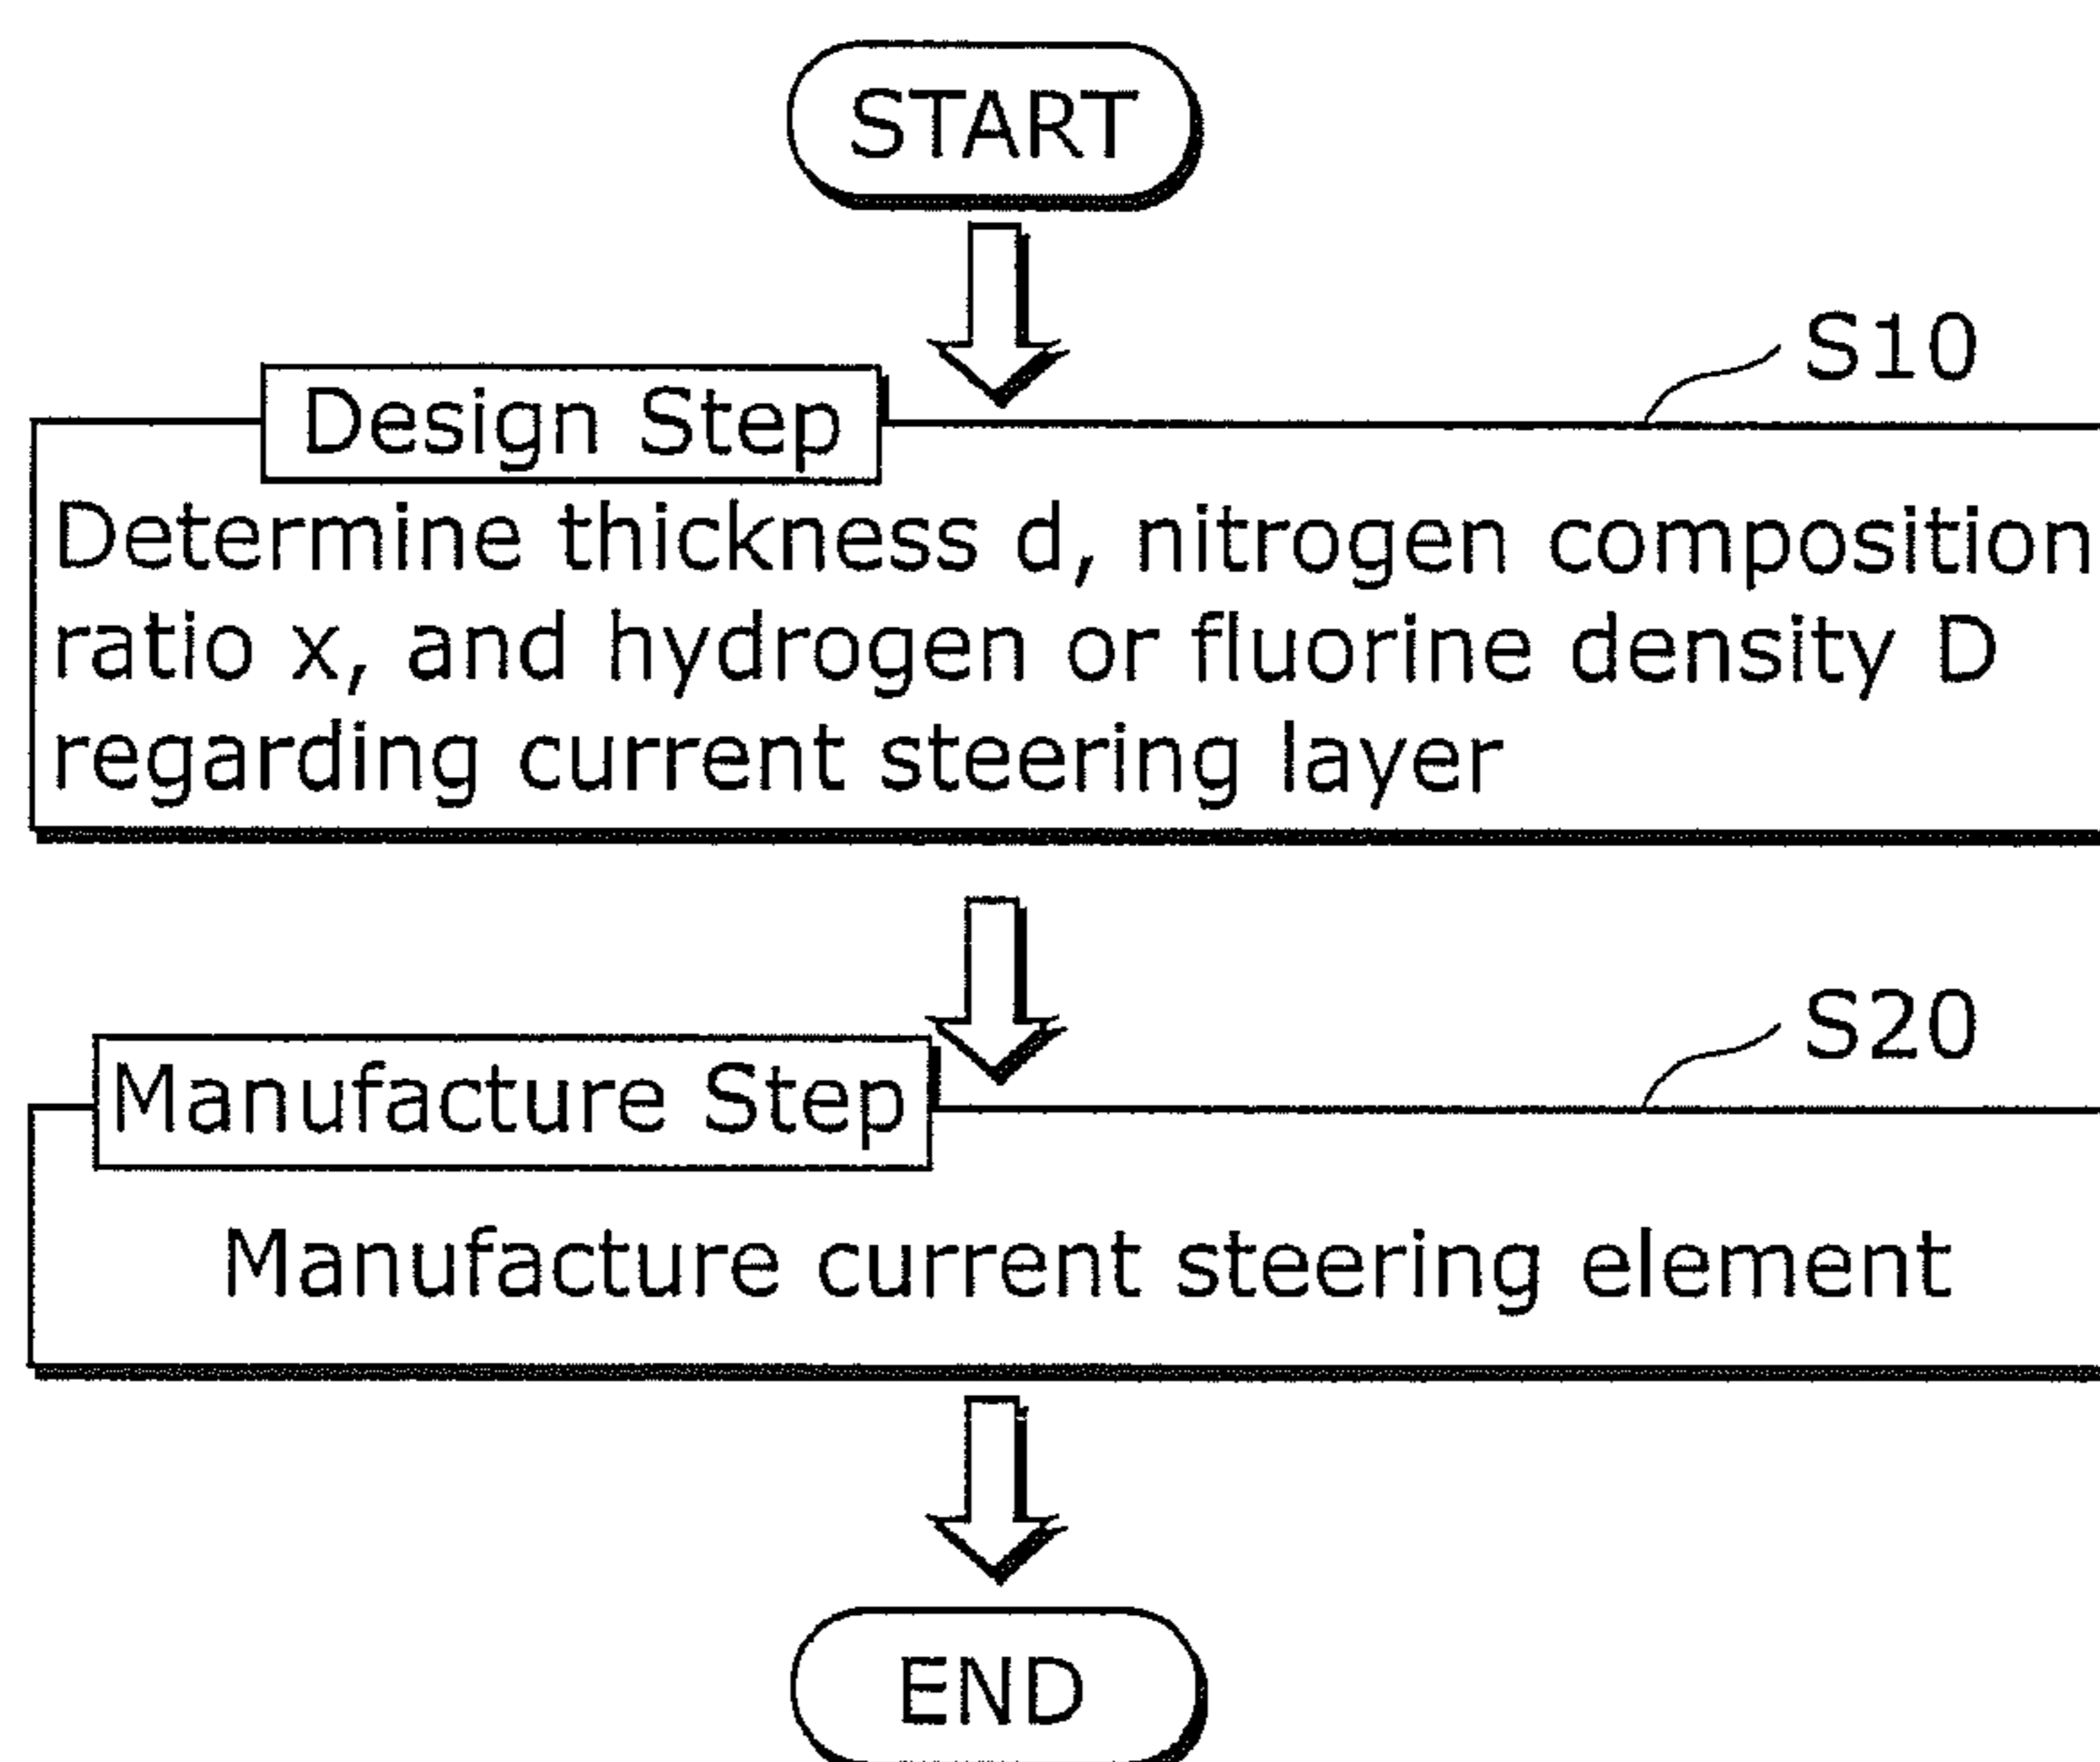 START
S10
Design Step
Determine thickness d, nitrogen composition
ratio x, and hydrogen or fluorine density D
regarding current steering layer
S20
Manufacture Step
Manufacture current steering element
END